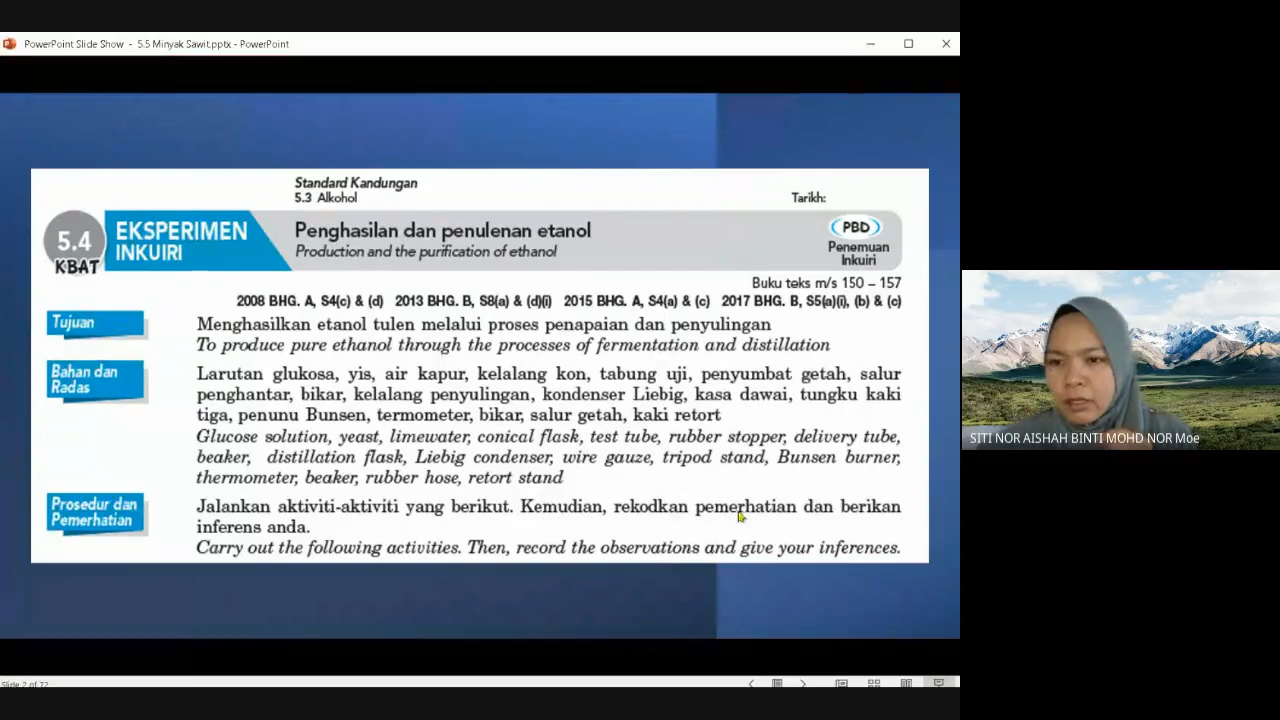 PowerPoint Slide Show - 5.5 Minyak Sawit.pptx - PowerPoint
Standard Kandungan
5.3 Alkohol
Tarikh:
5.4
KBAT
EKSPERIMEN
INKUIRI
Penghasilan dan penulenan etanol
Production and the purification of ethanol
PBD
Penemuan
Inkuiri
Buku teks m/s 150 – 157
2008 BHG. A, S4(c) & (d) 2013 BHG. B, S8(a) & (d)(i) 2015 BHG. A, S4(a) & (c) 2017 BHG. B, S5(a)(i), (b) & (c)
Tujuan
Menghasilkan etanol tulen melalui proses penapaian dan penyulingan
To produce pure ethanol through the processes of fermentation and distillation
Bahan dan
Radas
Larutan glukosa, yis, air kapur, kelalang kon, tabung uji, penyumbat getah, salur
penghantar, bikar, kelalang penyulingan, kondenser Liebig, kasa dawai, tungku kaki
tiga, penunu Bunsen, termometer, bikar, salur getah, kaki retort
Glucose solution, yeast, limewater, conical flask, test tube, rubber stopper, delivery tube,
beaker, distillation flask, Liebig condenser, wire gauze, tripod stand, Bunsen burner,
thermometer, beaker, rubber hose, retort stand
Prosedur dan
Pemerhatian
Jalankan aktiviti-aktiviti yang berikut. Kemudian, rekodkan pemerhatian dan berikan
inferens anda.
Carry out the following activities. Then, record the observations and give your inferences.
SITI NOR AISHAH BINTI MOHD NOR Moe
Slide 2 of 72